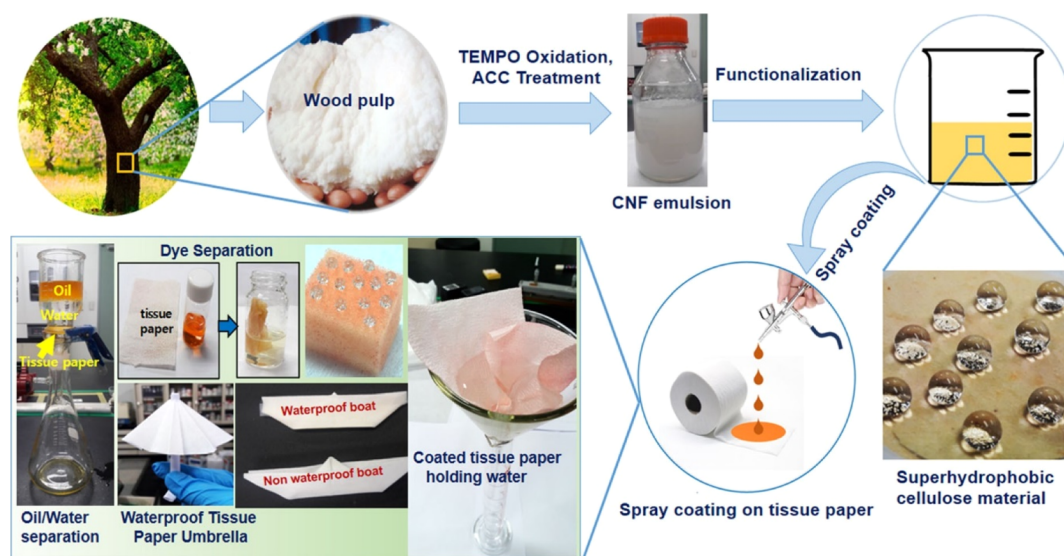 Wood pulp
TEMPO Oxidation,
ACC Treatment
CNF emulsion
Functionalization
Spray coating
Dye Separation
Oil
Water
Tissue paper
tissue
paper
Waterproof boat
Non waterproof boat
Coated tissue paper
holding water
Oil/Water
separation
Waterproof Tissue
Paper Umbrella
Spray coating on tissue paper
Superhydrophobic
cellulose material